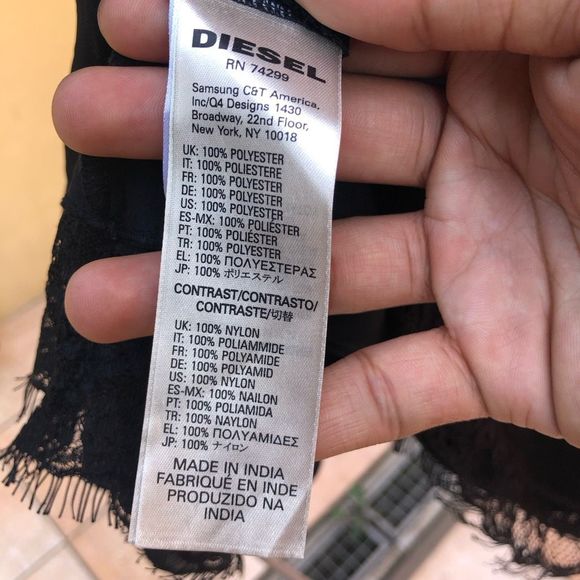 DIESEL
RN 74299
Samsung C&T America,
Inc/Q4 Designs 1430
Broadway, 22nd Floor,
New York, NY 10018
UK: 100% POLYESTER
IT: 100% POLIESTERE
FR: 100% POLYESTER
DE: 100% POLYESTER
US: 100% POLYESTER
ES-MX: 100% POLIÉSTER
PT: 100% POLIÉSTER
TR: 100% POLYESTER
EL: 100% ΠΟΛΥΕΣΤΕΡΑΣ
JP: 100% ポリエステル
CONTRAST/CONTRASTO/
CONTRASTE/切替
UK: 100% NYLON
IT: 100% POLIAMMIDE
FR: 100% POLYAMIDE
DE: 100% POLYAMID
US: 100% NYLON
ES-MX: 100% NAILON
PT: 100% POLIAMIDA
TR: 100% NAYLON
EL: 100% ΠΟΛΥΑΜΙΔΕΣ
JP: 100% ナイロン
MADE IN INDIA
FABRIQUÉ EN INDE
PRODUZIDO NA
INDIA